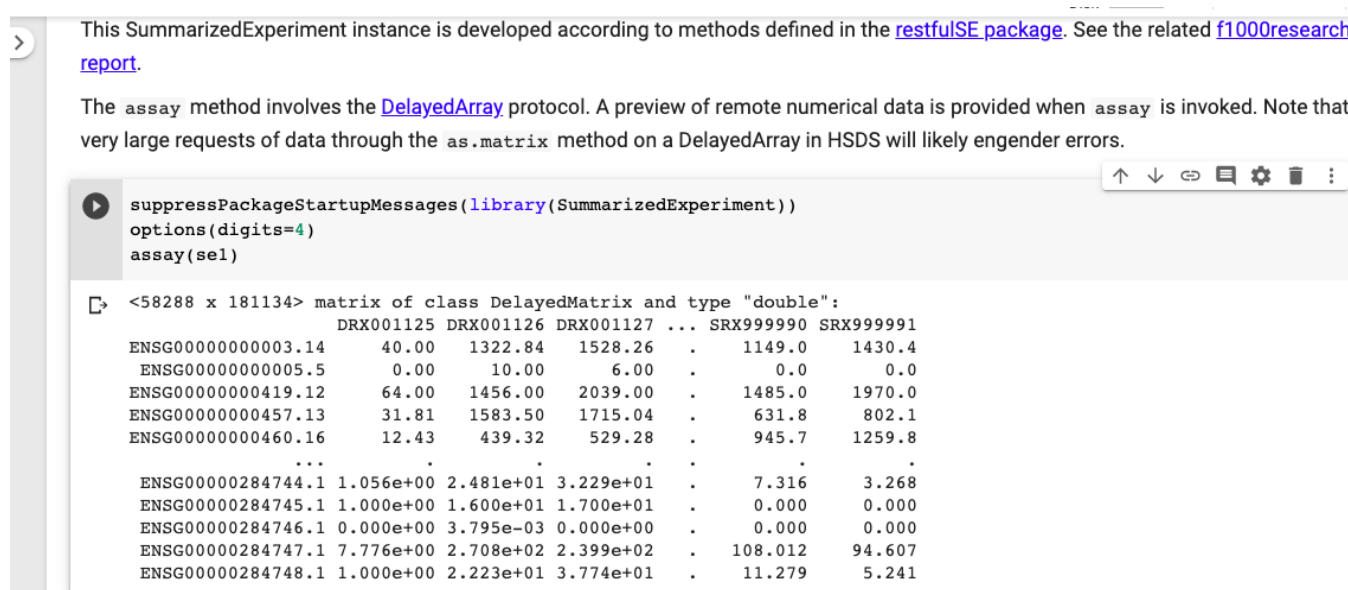 This SummarizedExperiment instance is developed according to methods defined in the restfulSE package. See the related f1000research
report.
The assay method involves the DelayedArray protocol. A preview of remote numerical data is provided when assay is invoked. Note that
very large requests of data through the as.matrix method on a DelayedArray in HSDS will likely engender errors.
suppressPackageStartupMessages(library(SummarizedExperiment))
options(digits=4)
assay(se1)
<58288 x 181134> matrix of class DelayedMatrix and type "double":
DRX001125 DRX001126 DRX001127 ... SRX999990 SRX999991
ENSG00000000003.14 40.00 1322.84 1528.26 . 1149.0 1430.4
ENSG00000000005.5 0.00 10.00 6.00 . 0.0 0.0
ENSG00000000419.12 64.00 1456.00 2039.00 . 1485.0 1970.0
ENSG00000000457.13 31.81 1583.50 1715.04 . 631.8 802.1
ENSG00000000460.16 12.43 439.32 529.28 . 945.7 1259.8
... . . . . . .
ENSG00000284744.1 1.056e+00 2.481e+01 3.229e+01 . 7.316 3.268
ENSG00000284745.1 1.000e+00 1.600e+01 1.700e+01 . 0.000 0.000
ENSG00000284746.1 0.000e+00 3.795e-03 0.000e+00 . 0.000 0.000
ENSG00000284747.1 7.776e+00 2.708e+02 2.399e+02 . 108.012 94.607
ENSG00000284748.1 1.000e+00 2.223e+01 3.774e+01 . 11.279 5.241